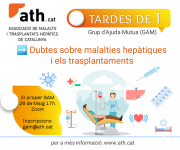 ath.cat
ASSOCIACIÓ DE MALALTS
I TRASPLANTATS HEPÀTICS
DE CATALUNYA
TARDES DE T
Grup d'Ajuda Mútua (GAM)
Dubtes sobre malalties hepàtiques
i els trasplantaments
El proper GAM
28 de Maig 17h
Zoom
Inscripcions:
gam@ath.cat
per a més informació: www.ath.cat